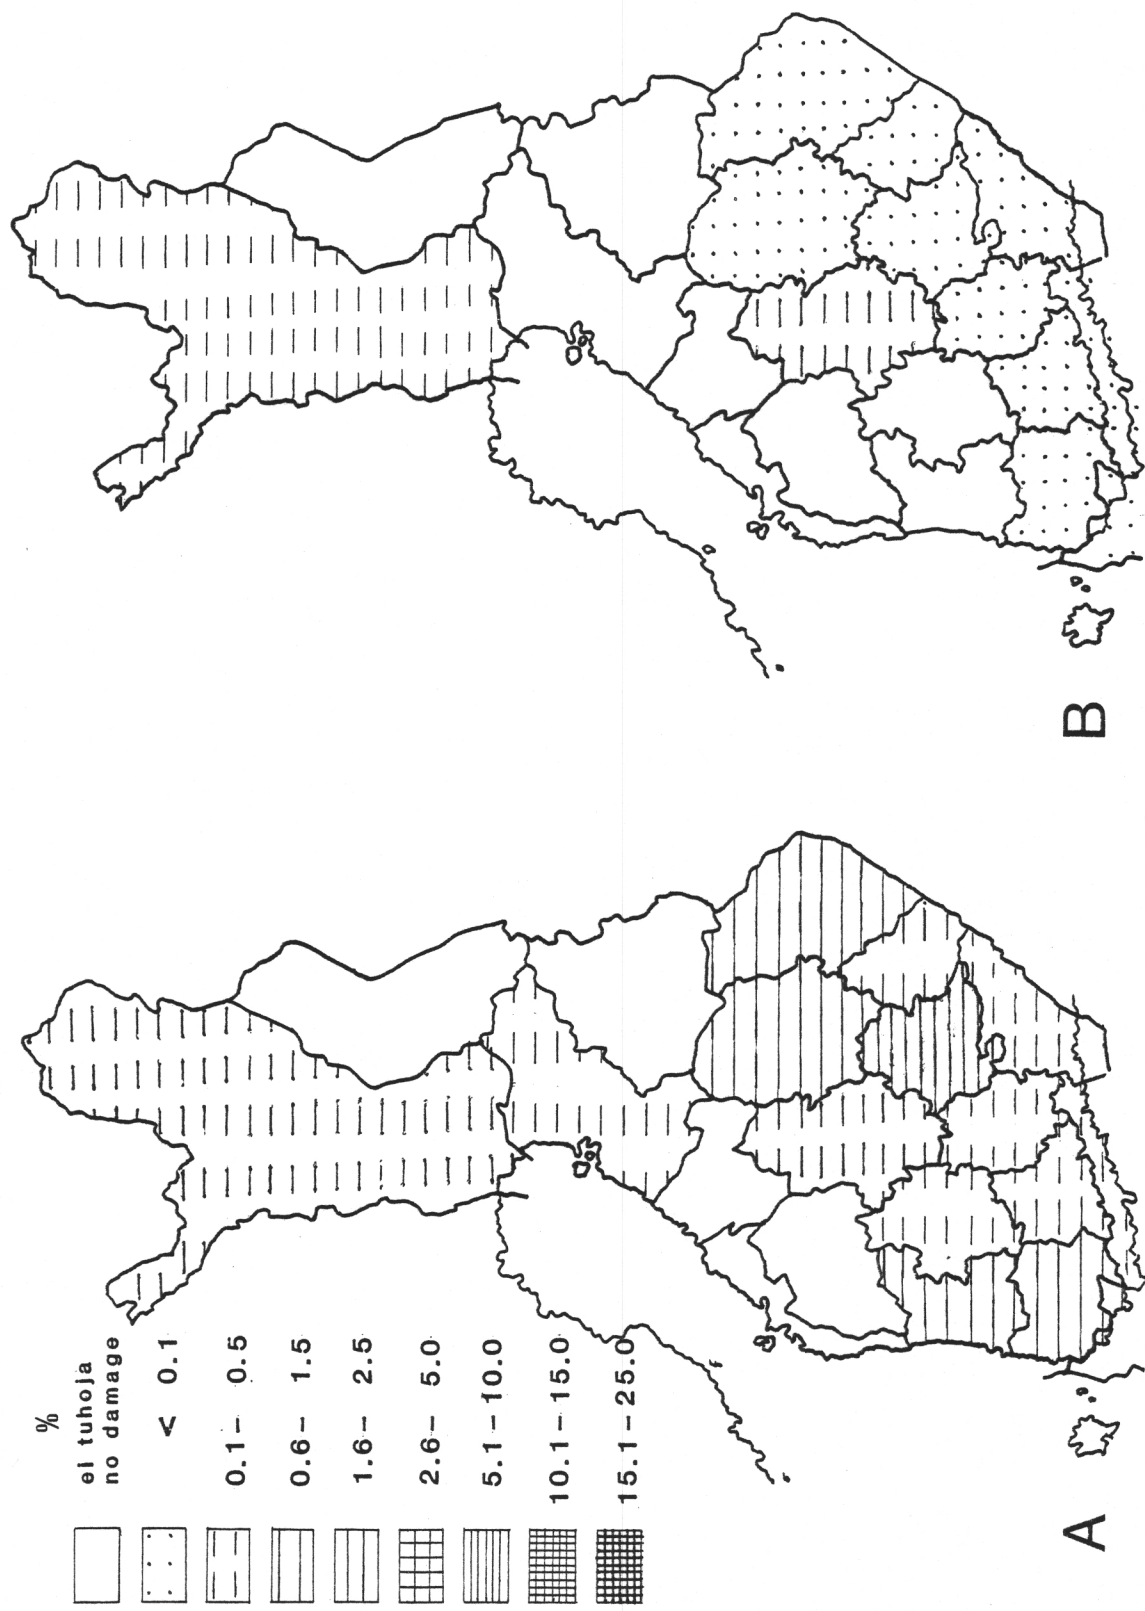 %
ei tuhoja
no damage
< 0.1
0.1 – 0.5
0.6 – 1.5
1.6 – 2.5
2.6 – 5.0
5.1 – 10.0
10.1 – 15.0
15.1 – 25.0
A
B